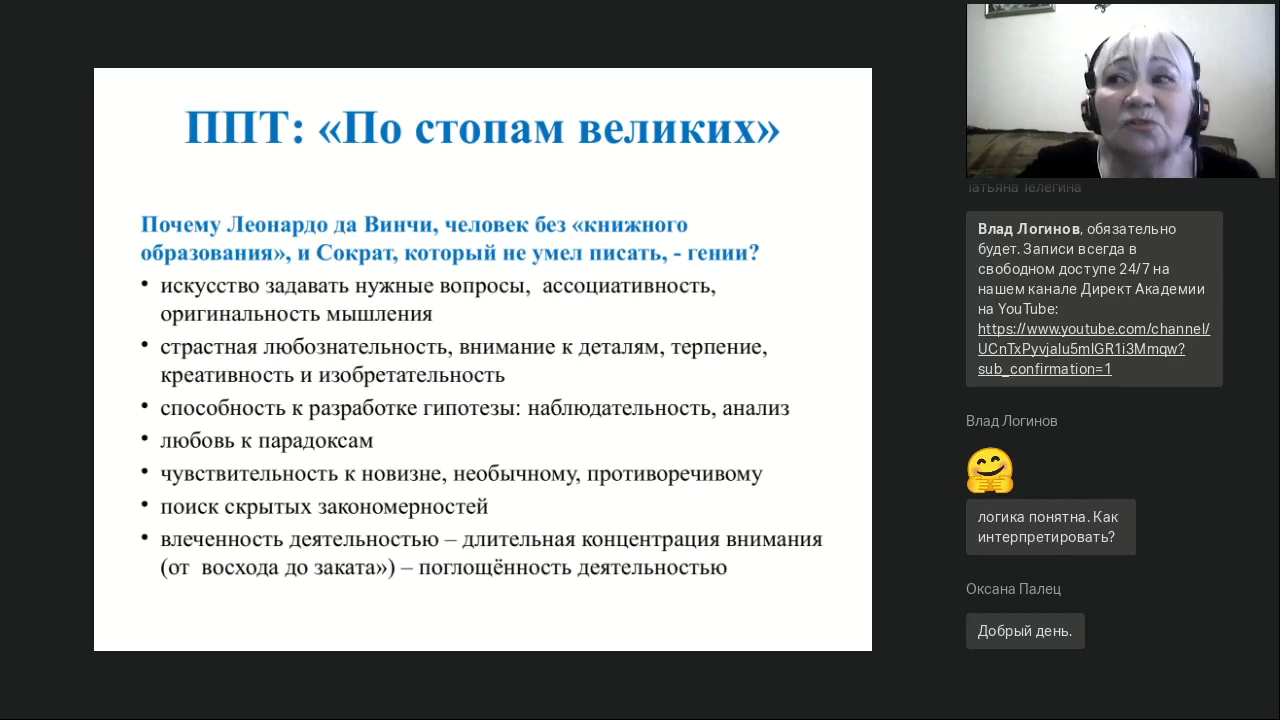 ППТ: «По стопам великих»
Почему Леонардо да Винчи, человек без «книжного
образования», и Сократ, который не умел писать, - гении?
• искусство задавать нужные вопросы, ассоциативность,
оригинальность мышления
• страстная любознательность, внимание к деталям, терпение,
креативность и изобретательность
• способность к разработке гипотезы: наблюдательность, анализ
• любовь к парадоксам
• чувствительность к новизне, необычному, противоречивому
• поиск скрытых закономерностей
• влеченность деятельностью – длительная концентрация внимания
(от восхода до заката») – поглощённость деятельностью
Татьяна Телегина
Влад Логинов, обязательно
будет. Записи всегда в
свободном доступе 24/7 на
нашем канале Директ Академии
на YouTube:
https://www.youtube.com/channel/
UCnTxPyvjalu5mlGR1i3Mmqw?
sub_confirmation=1
Влад Логинов
логика понятна. Как
интерпретировать?
Оксана Палец
Добрый день.